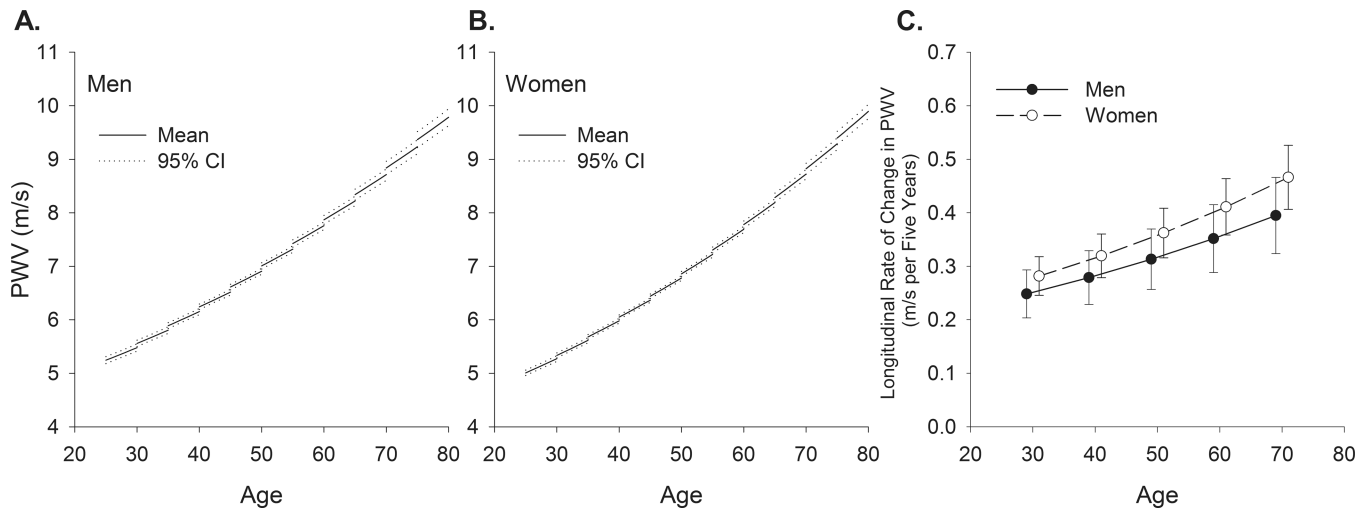 A.
11
10
9
8
7
6
5
4
PWV (m/s)
Men
Mean
95% CI
20 30 40 50 60 70 80
Age
B.
11
10
9
8
7
6
5
4
Women
Mean
95% CI
20 30 40 50 60 70 80
Age
C.
0.7
0.6
0.5
0.4
0.3
0.2
0.1
0.0
Longitudinal Rate of Change in PWV
(m/s per Five Years)
Men
Women
20 30 40 50 60 70 80
Age